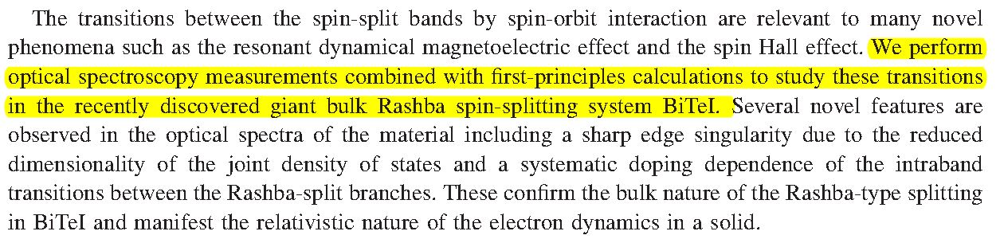 The transitions between the spin-split bands by spin-orbit interaction are relevant to many novel
phenomena such as the resonant dynamical magnetoelectric effect and the spin Hall effect. We perform
optical spectroscopy measurements combined with first-principles calculations to study these transitions
in the recently discovered giant bulk Rashba spin-splitting system BiTeI. Several novel features are
observed in the optical spectra of the material including a sharp edge singularity due to the reduced
dimensionality of the joint density of states and a systematic doping dependence of the intraband
transitions between the Rashba-split branches. These confirm the bulk nature of the Rashba-type splitting
in BiTeI and manifest the relativistic nature of the electron dynamics in a solid.